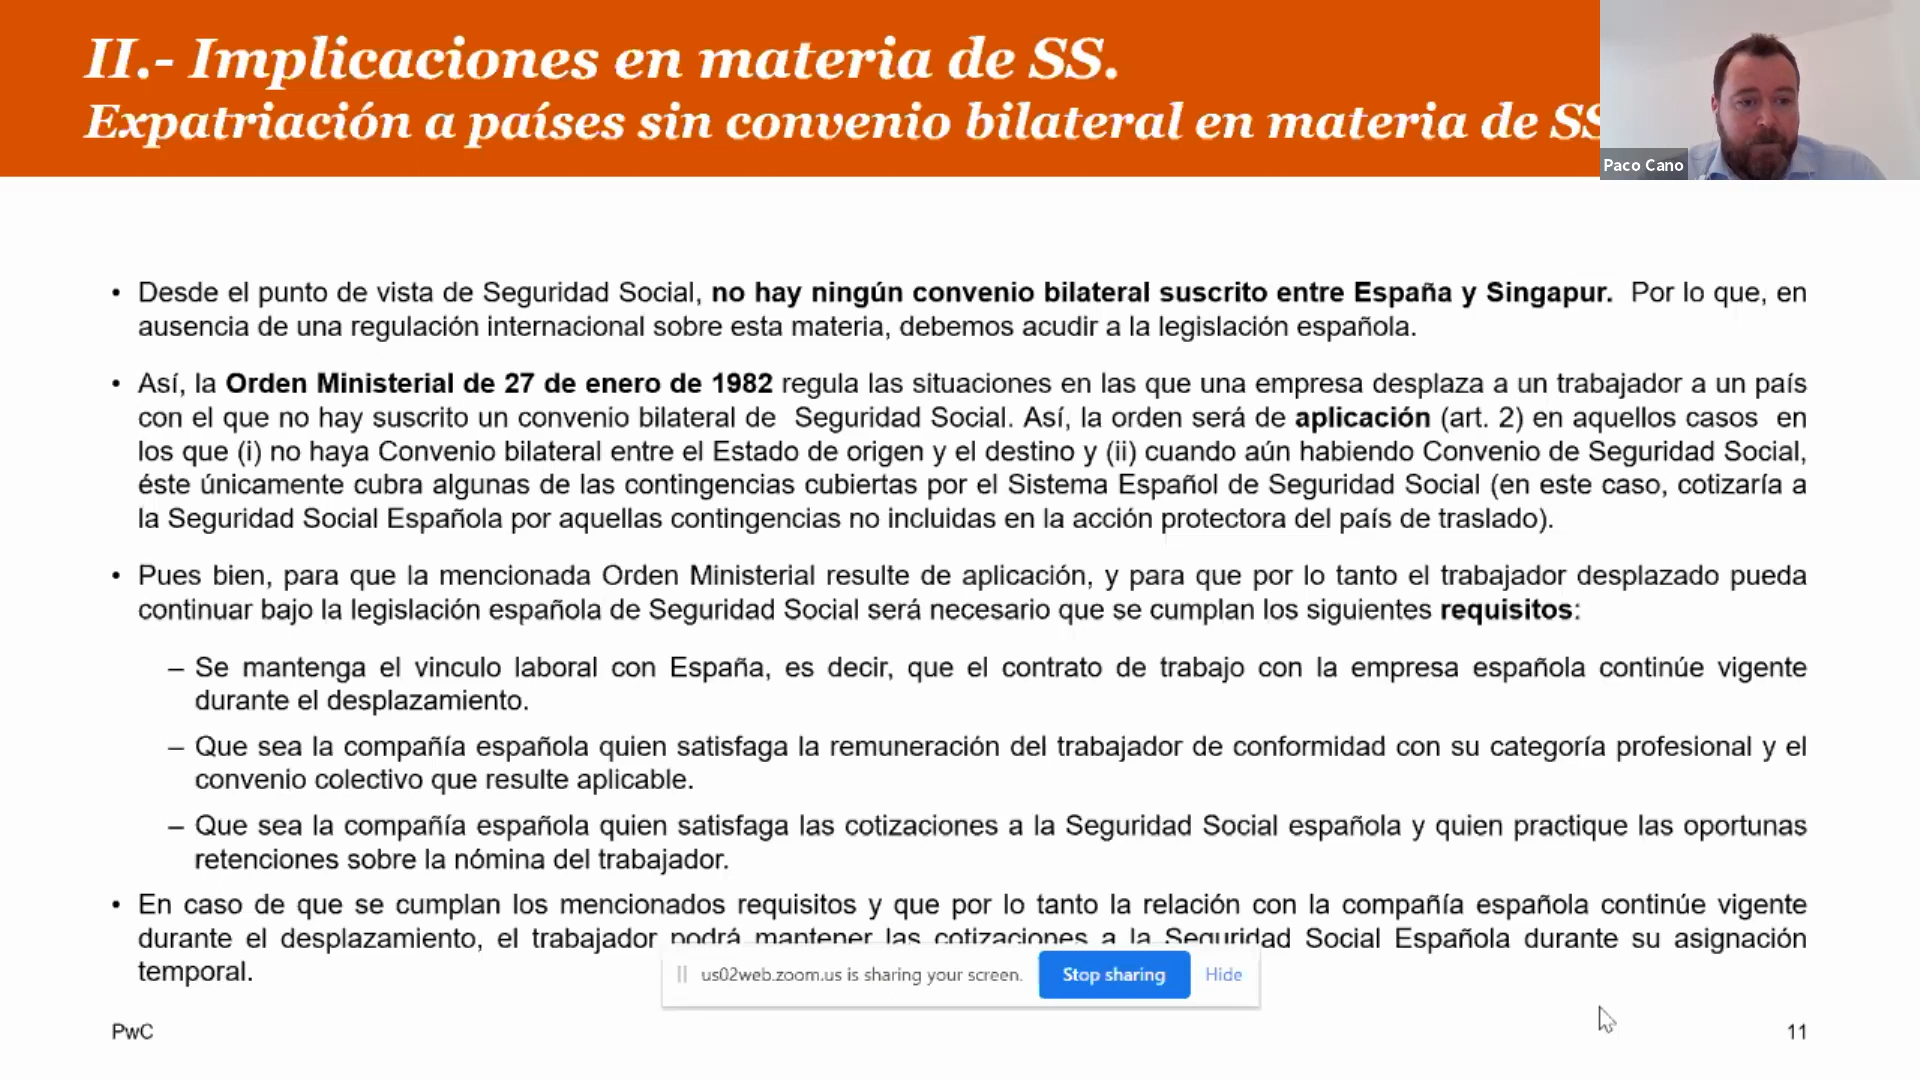 II.- Implicaciones en materia de SS.
Expatriación a países sin convenio bilateral en materia de SS
Paco Cano
• Desde el punto de vista de Seguridad Social, no hay ningún convenio bilateral suscrito entre España y Singapur. Por lo que, en
ausencia de una regulación internacional sobre esta materia, debemos acudir a la legislación española.
• Así, la Orden Ministerial de 27 de enero de 1982 regula las situaciones en las que una empresa desplaza a un trabajador a un país
con el que no hay suscrito un convenio bilateral de Seguridad Social. Así, la orden será de aplicación (art. 2) en aquellos casos en
los que (i) no haya Convenio bilateral entre el Estado de origen y el destino y (ii) cuando aún habiendo Convenio de Seguridad Social,
éste únicamente cubra algunas de las contingencias cubiertas por el Sistema Español de Seguridad Social (en este caso, cotizaría a
la Seguridad Social Española por aquellas contingencias no incluidas en la acción protectora del país de traslado).
• Pues bien, para que la mencionada Orden Ministerial resulte de aplicación, y para que por lo tanto el trabajador desplazado pueda
continuar bajo la legislación española de Seguridad Social será necesario que se cumplan los siguientes requisitos:
– Se mantenga el vinculo laboral con España, es decir, que el contrato de trabajo con la empresa española continúe vigente
durante el desplazamiento.
– Que sea la compañía española quien satisfaga la remuneración del trabajador de conformidad con su categoría profesional y el
convenio colectivo que resulte aplicable.
– Que sea la compañía española quien satisfaga las cotizaciones a la Seguridad Social española y quien practique las oportunas
retenciones sobre la nómina del trabajador.
• En caso de que se cumplan los mencionados requisitos y que por lo tanto la relación con la compañía española continúe vigente
durante el desplazamiento, el trabajador podrá mantener las cotizaciones a la Seguridad Social Española durante su asignación
temporal.
us02web.zoom.us is sharing your screen.
Stop sharing
Hide
PwC
11